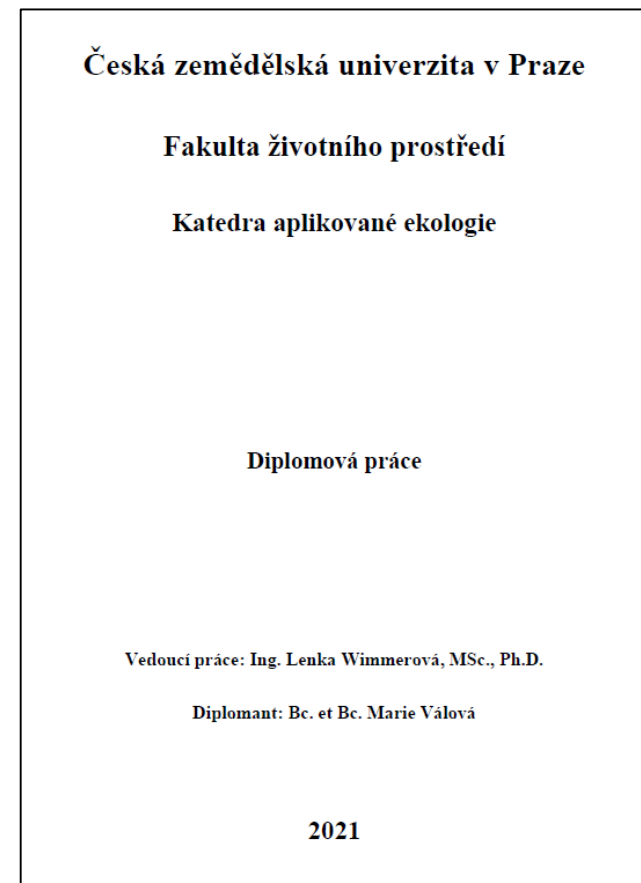 Česká zemědělská univerzita v Praze
Fakulta životního prostředí
Katedra aplikované ekologie
Diplomová práce
Vedoucí práce: Ing. Lenka Wimmerová, MSc., Ph.D.
Diplomant: Bc. et Bc. Marie Válová
2021